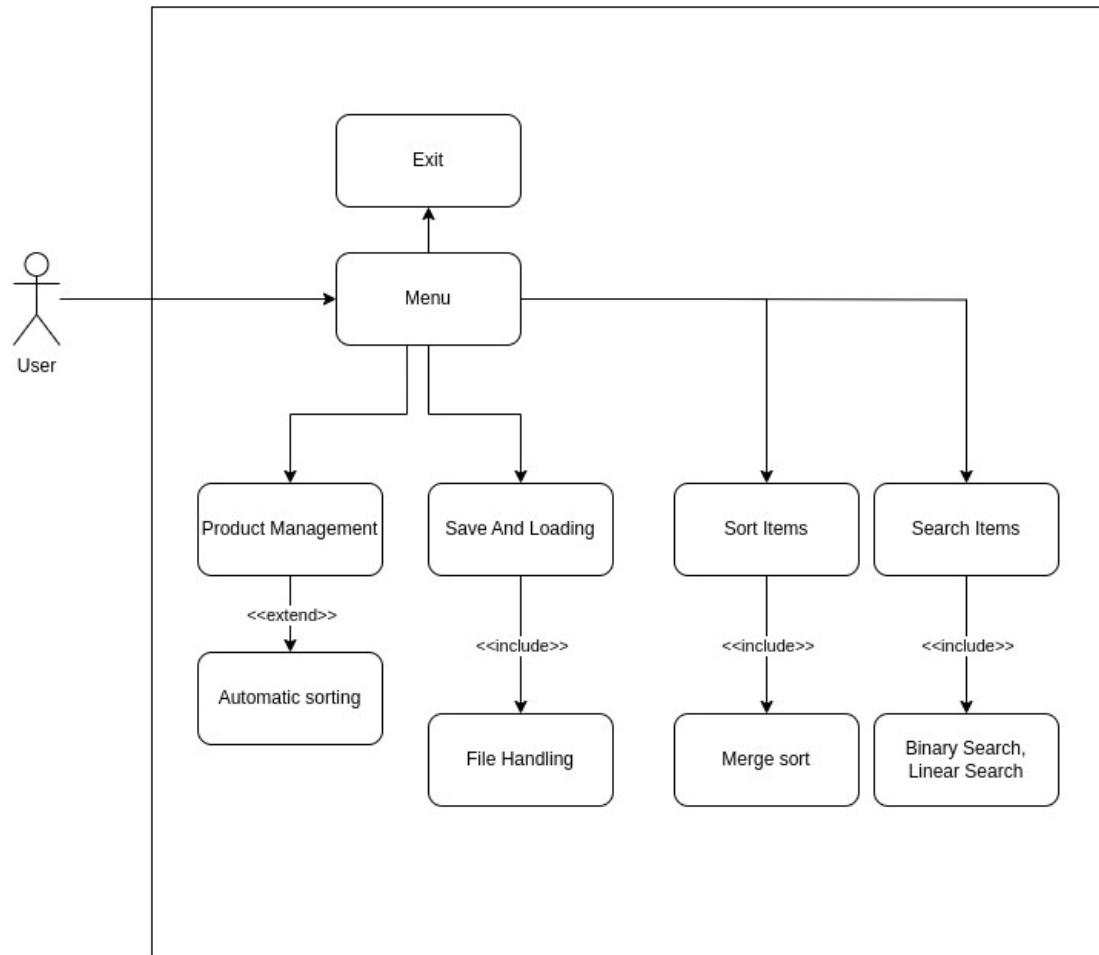 Exit
Menu
User
Product Management
Save And Loading
Sort Items
Search Items
<<extend>>
<<include>>
<<include>>
<<include>>
Automatic sorting
File Handling
Merge sort
Binary Search,
Linear Search